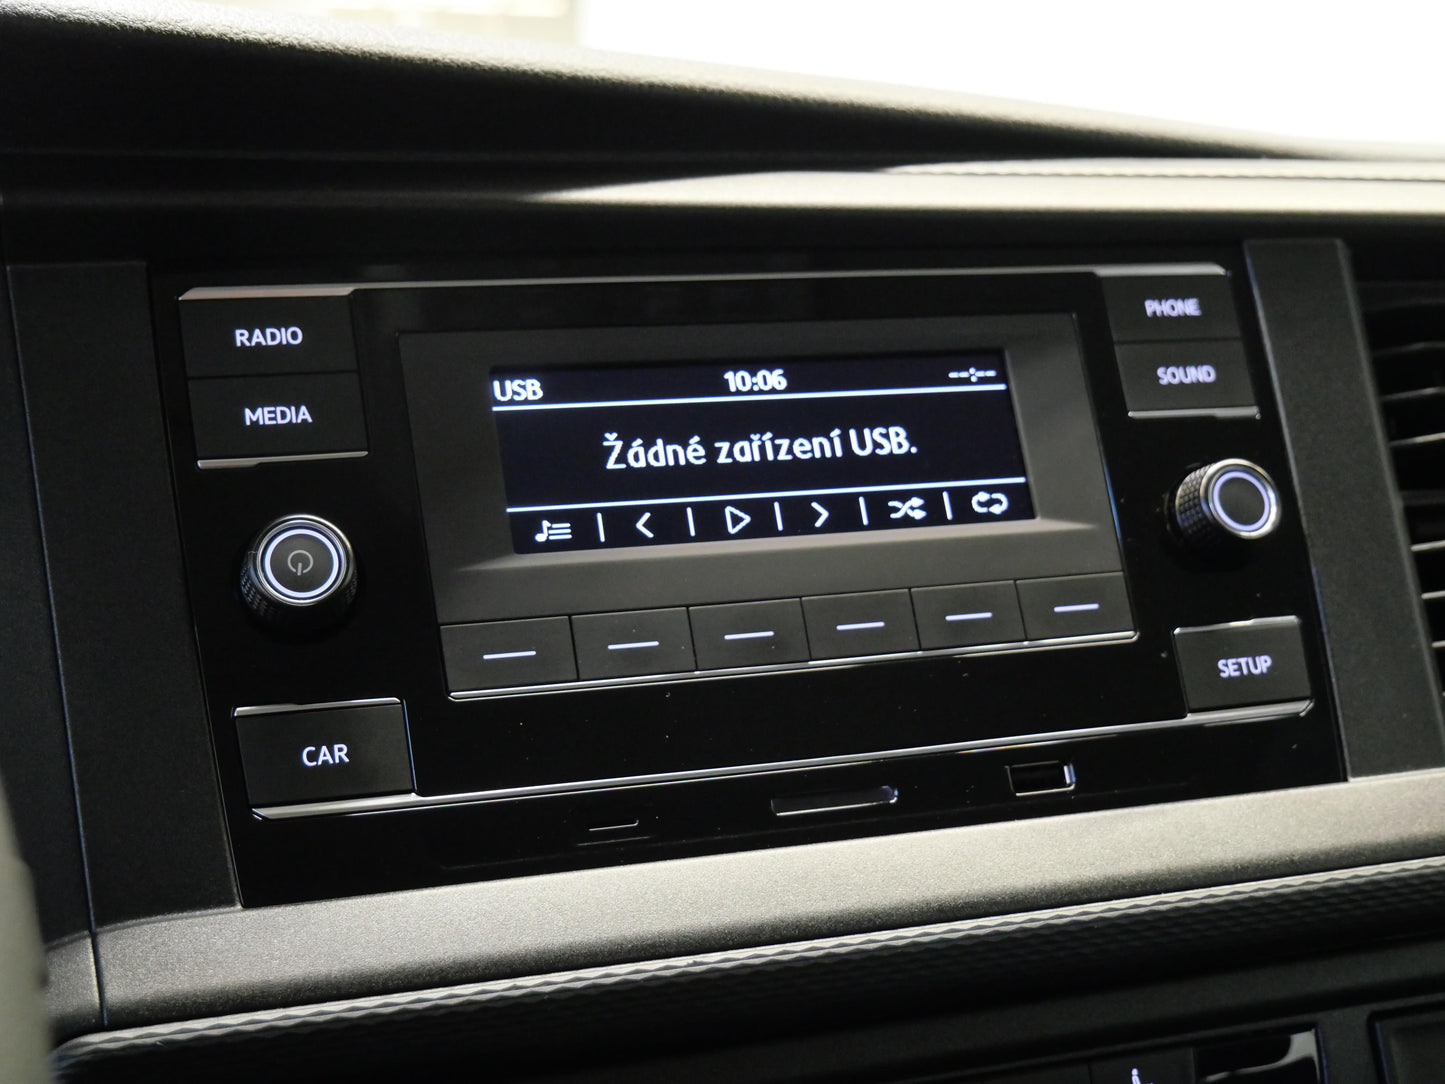 RADIO
MEDIA
USB
10:06
--:--
Žádné zařízení USB.
PHONE
SOUND
CAR
SETUP